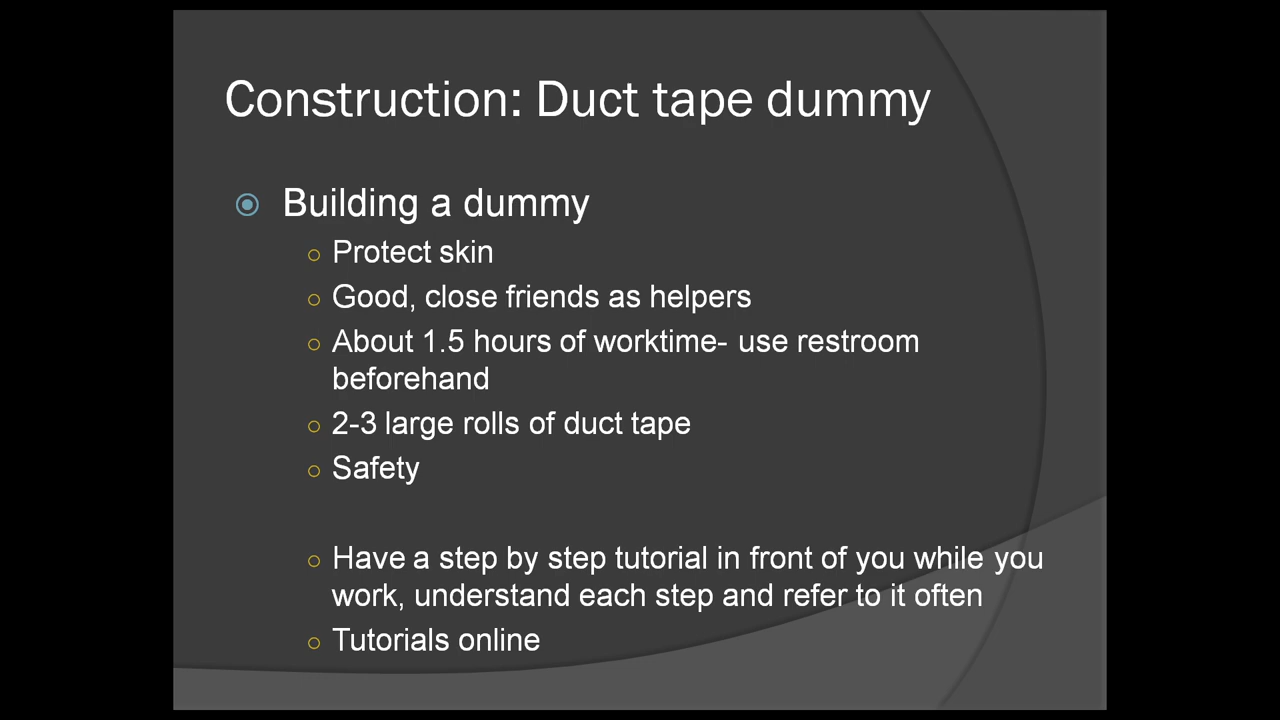 Construction: Duct tape dummy
Building a dummy
Protect skin
Good, close friends as helpers
About 1.5 hours of worktime- use restroom
beforehand
2-3 large rolls of duct tape
Safety
Have a step by step tutorial in front of you while you
work, understand each step and refer to it often
Tutorials online